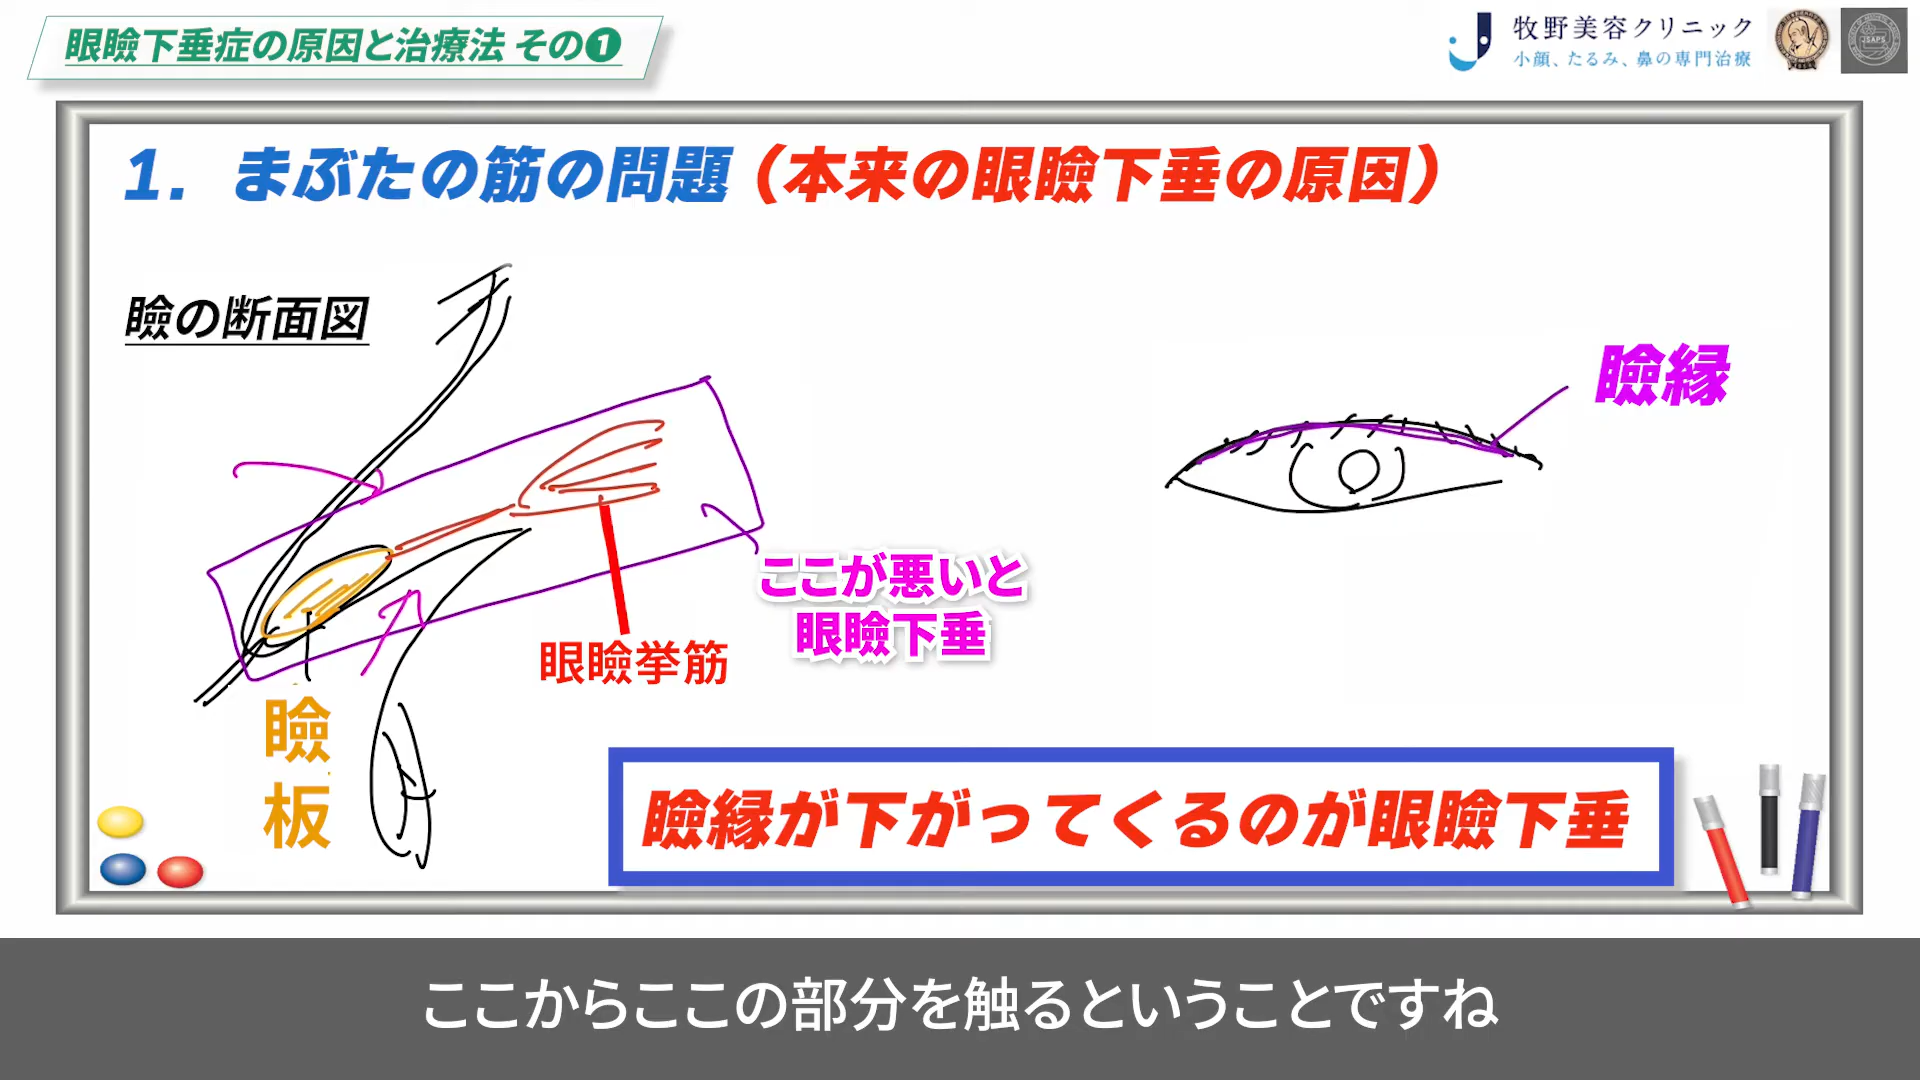 眼瞼下垂症の原因と治療法 その❶
牧野美容クリニック
小顔、たるみ、鼻の専門治療
1. まぶたの筋の問題（本来の眼瞼下垂の原因）
瞼の断面図
瞼縁
ここが悪いと
眼瞼下垂
眼瞼挙筋
瞼
板
瞼縁が下がってくるのが眼瞼下垂
ここからここの部分を触るということですね